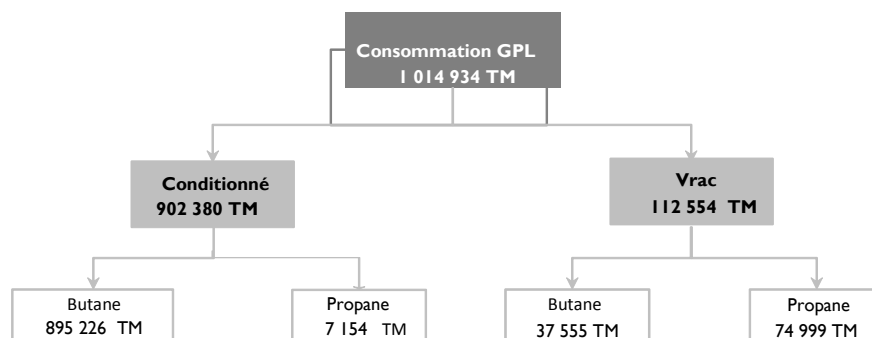 Consommation GPL
1 014 934 TM
Conditionné
902 380 TM
Vrac
112 554 TM
Butane
895 226 TM
Propane
7 154 TM
Butane
37 555 TM
Propane
74 999 TM